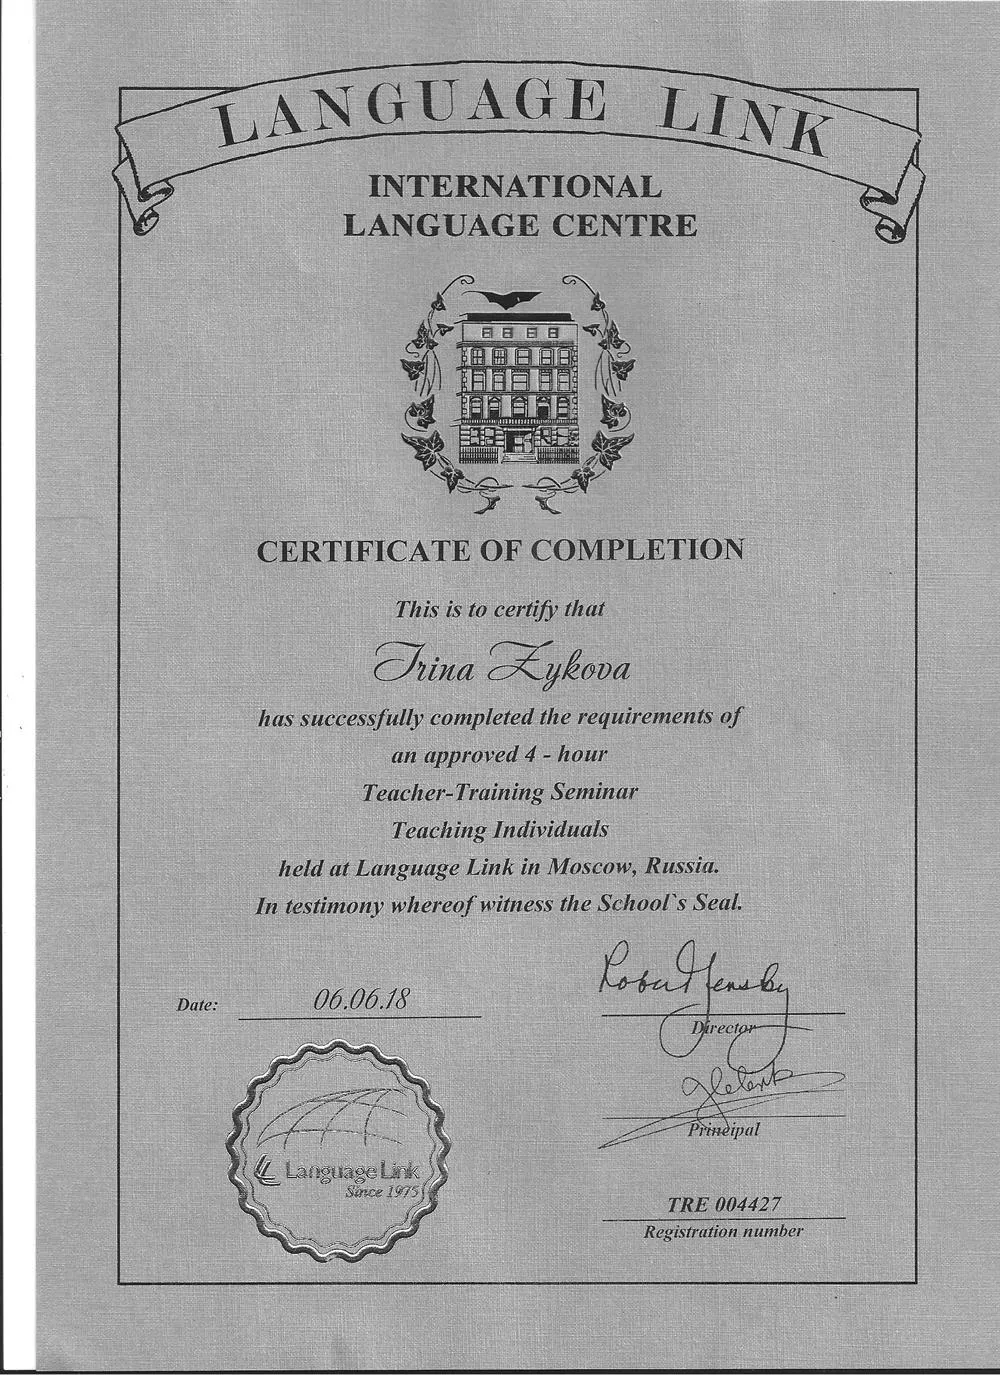 LANGUAGE LINK
INTERNATIONAL
LANGUAGE CENTRE
CERTIFICATE OF COMPLETION
This is to certify that
Irina Zykova
has successfully completed the requirements of
an approved 4 - hour
Teacher-Training Seminar
Teaching Individuals
held at Language Link in Moscow, Russia.
In testimony whereof witness the School`s Seal.
Date: 06.06.18
Robert Jensky
Director
Principal
Language Link
Since 1975
TRE 004427
Registration number